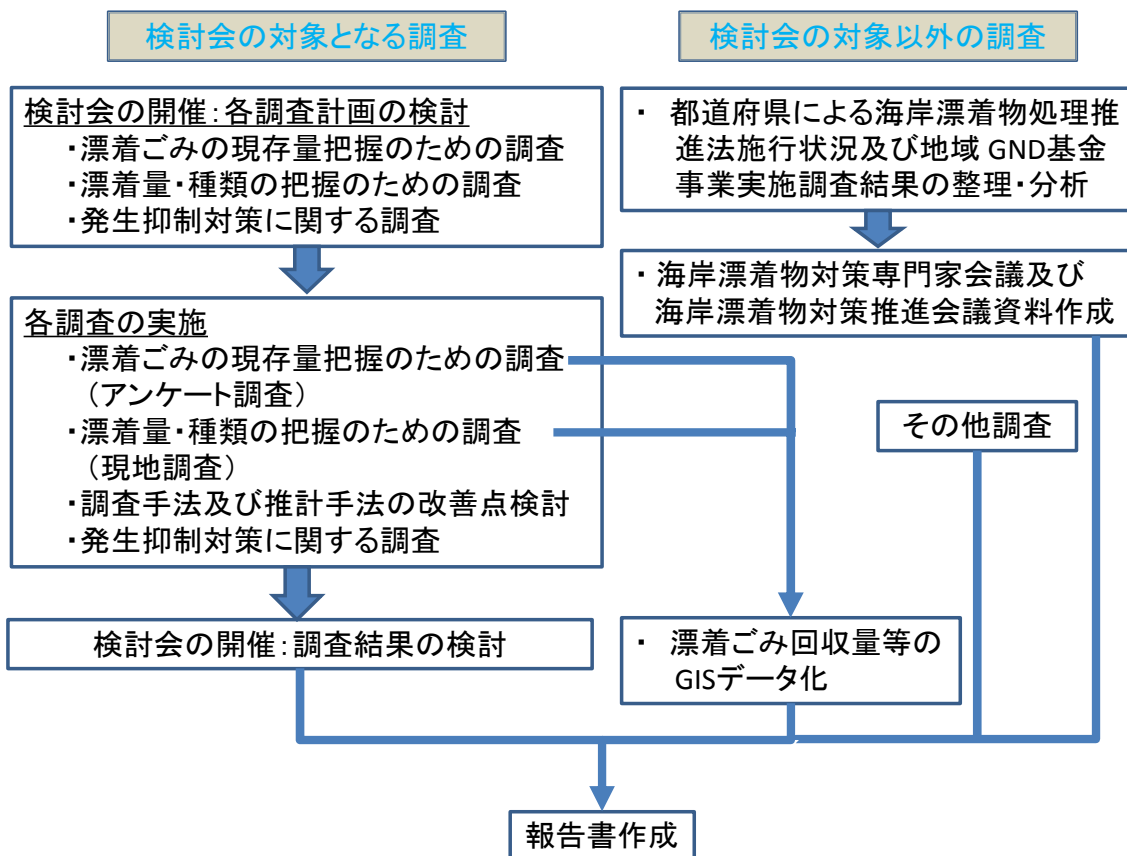 検討会の対象となる調査
検討会の開催：各調査計画の検討
・漂着ごみの現存量把握のための調査
・漂着量・種類の把握のための調査
・発生抑制対策に関する調査
各調査の実施
・漂着ごみの現存量把握のための調査
（アンケート調査）
・漂着量・種類の把握のための調査
（現地調査）
・調査手法及び推計手法の改善点検討
・発生抑制対策に関する調査
検討会の開催：調査結果の検討
検討会の対象以外の調査
・ 都道府県による海岸漂着物処理推
進法施行状況及び地域 GND基金
事業実施調査結果の整理・分析
・ 海岸漂着物対策専門家会議及び
海岸漂着物対策推進会議資料作成
その他調査
・ 漂着ごみ回収量等の
GISデータ化
報告書作成